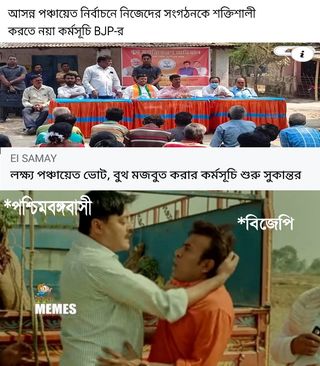 আসন্ন পঞ্চায়েত নির্বাচনে নিজেদের সংগঠনকে শক্তিশালী
করতে নয়া কর্মসূচি BJP-র
EI SAMAY
লক্ষ্য পঞ্চায়েত ভোট, বুথ মজবুত করার কর্মসূচি শুরু সুকান্তর
*পশ্চিমবঙ্গবাসী
*বিজেপি
MEMES